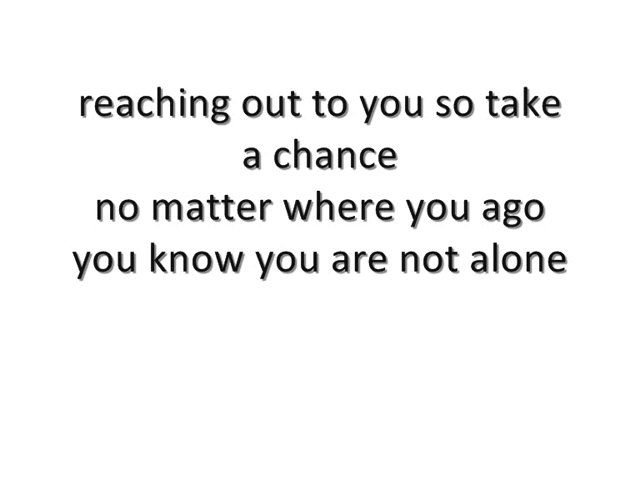 reaching out to you so take
a chance
no matter where you ago
you know you are not alone